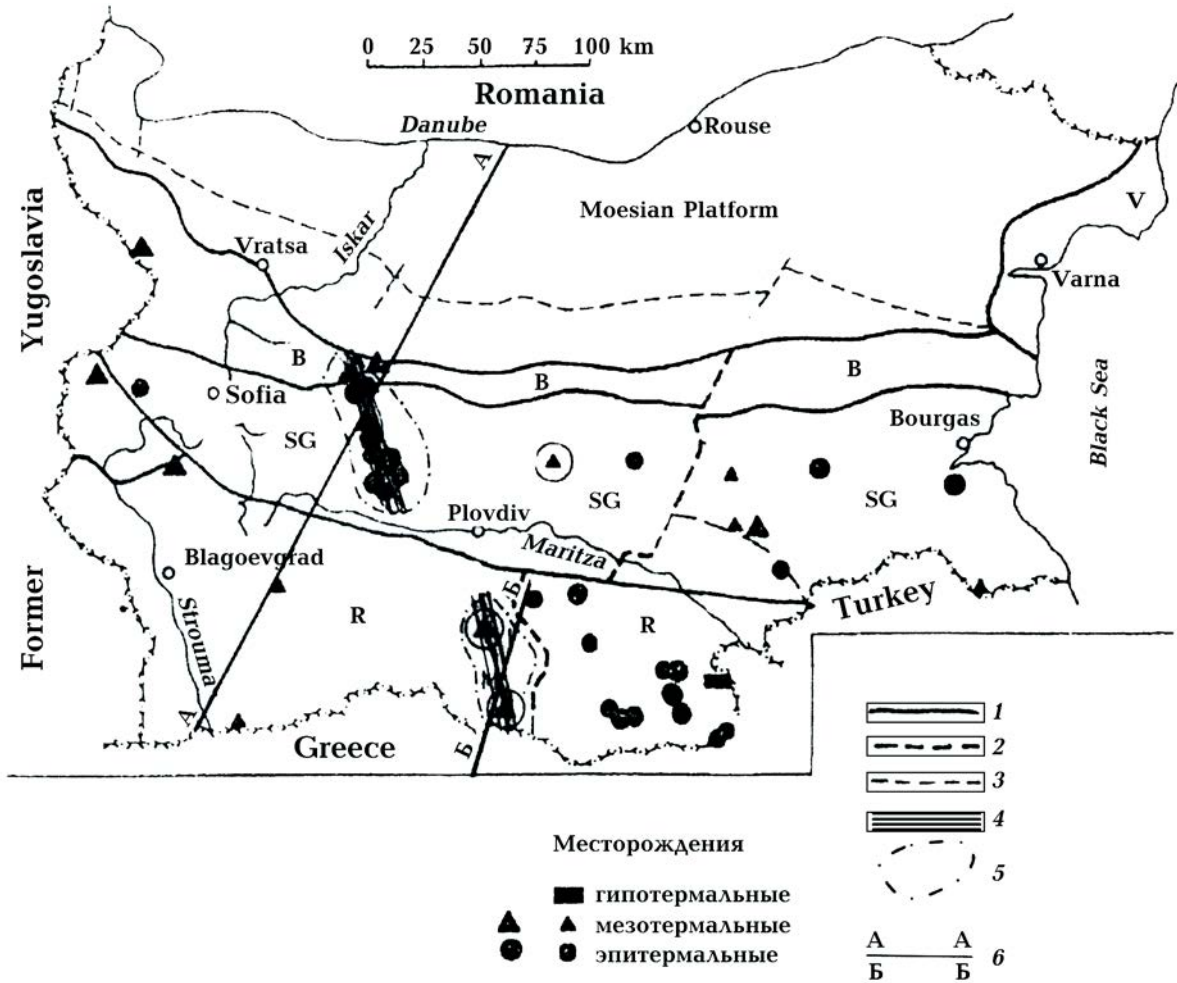 0 25 50 75 100 km
Romania
Danube
Rouse
А
Yugoslavia
Moesian Platform
V
Iskar
Vratsa
Varna
B
B
B
Sofia
Bourgas
Black Sea
SG
SG
SG
Plovdiv
Maritza
Blagoevgrad
Б
Turkey
Former
Strouma
R
R
А
Б
Greece
1
2
3
4
5
А А
Б Б
6
Месторождения
гипотермальные
мезотермальные
эпитермальные